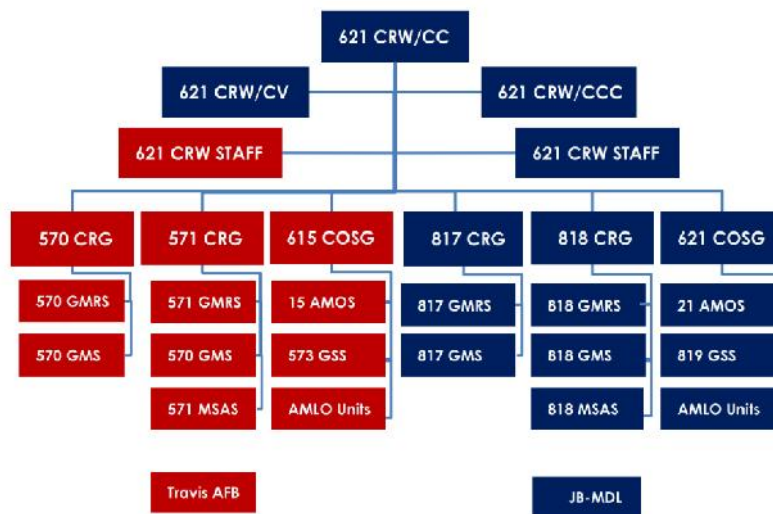 621 CRW/CC
621 CRW/CV
621 CRW/CCC
621 CRW STAFF
621 CRW STAFF
570 CRG
571 CRG
615 COSG
817 CRG
818 CRG
621 COSG
570 GMRS
571 GMRS
15 AMOS
817 GMRS
818 GMRS
21 AMOS
570 GMS
570 GMS
573 GSS
817 GMS
818 GMS
819 GSS
571 MSAS
AMLO Units
818 MSAS
AMLO Units
Travis AFB
JB-MDL